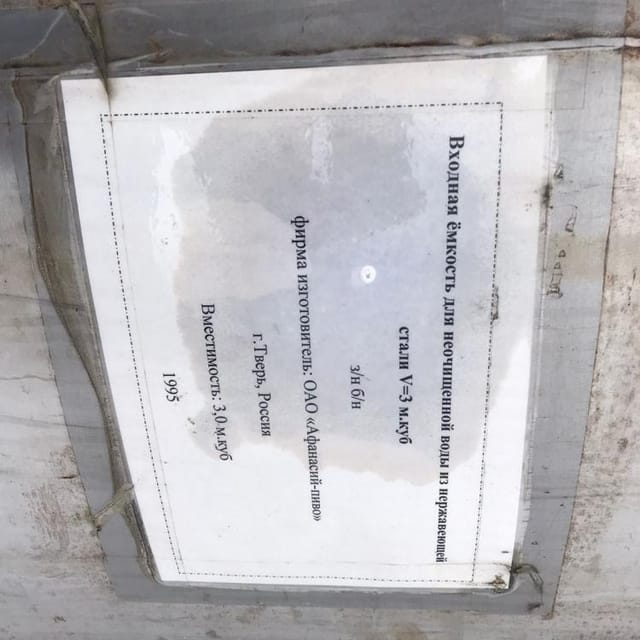 Входная ёмкость для неочищенной воды из нержавеющей
стали V=3 м.куб
з/н б/н
фирма изготовитель: ОАО «Афанасий-пиво»
г.Тверь, Россия
Вместимость: 3,0 м.куб
1995